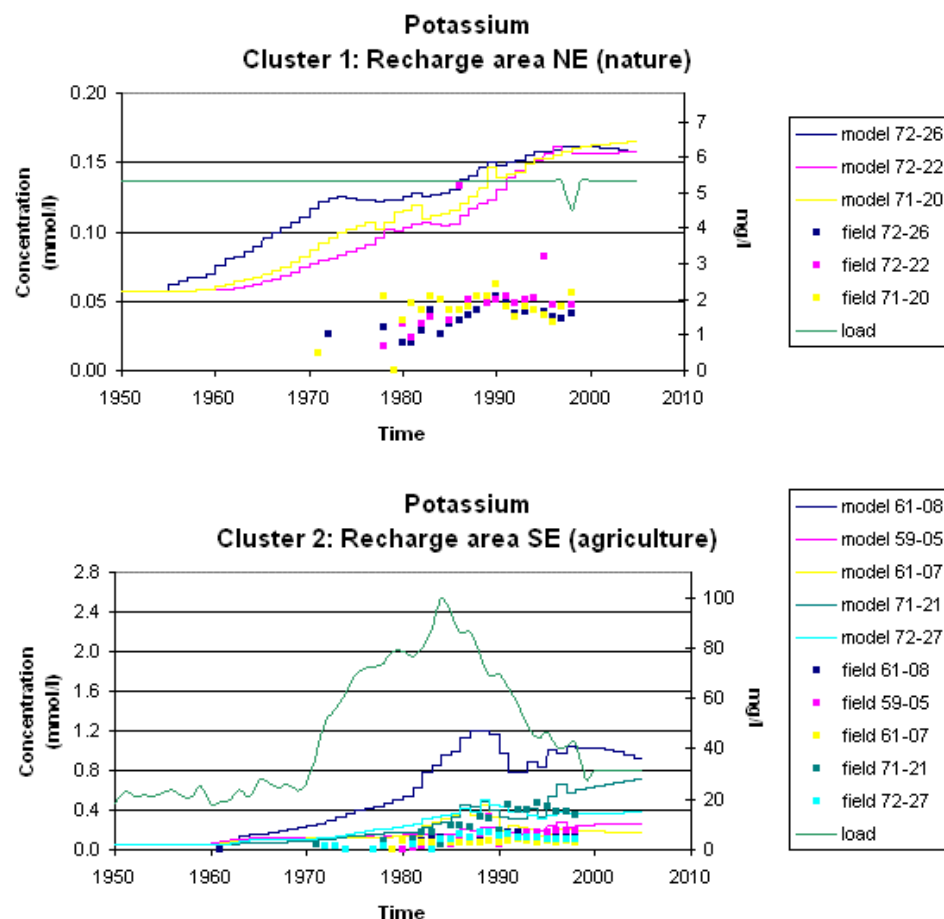 Potassium
Cluster 1: Recharge area NE (nature)
Concentration
(mmol/l)
0.20
0.15
0.10
0.05
0.00
7
6
5
4
3
2
1
0
mg/l
1950 1960 1970 1980 1990 2000 2010
Time
model 72-26
model 72-22
model 71-20
field 72-26
field 72-22
field 71-20
load
Potassium
Cluster 2: Recharge area SE (agriculture)
Concentration
(mmol/l)
2.8
2.4
2.0
1.6
1.2
0.8
0.4
0.0
100
80
60
40
20
0
mg/l
1950 1960 1970 1980 1990 2000 2010
Time
model 61-08
model 59-05
model 61-07
model 71-21
model 72-27
field 61-08
field 59-05
field 61-07
field 71-21
field 72-27
load